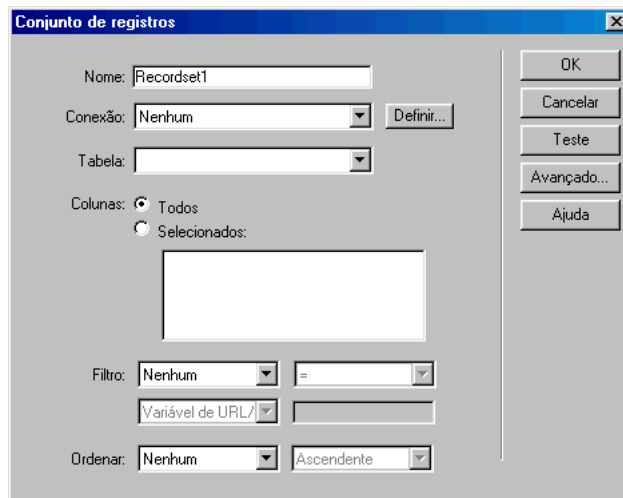 Conjunto de registros
Nome: Recordset1
OK
Conexão: Nenhum Definir...
Cancelar
Tabela:
Teste
Colunas: Todos
Avançado...
Selecionados:
Ajuda
Filtro: Nenhum =
Variável de URL/
Ordenar: Nenhum Ascendente